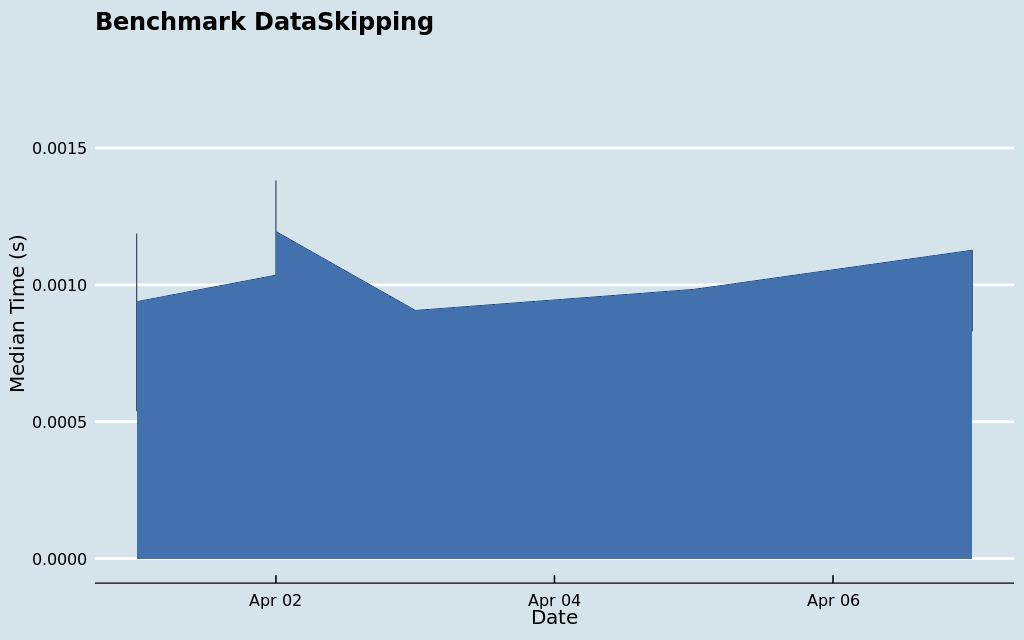 Benchmark DataSkipping
Median Time (s)
0.0015
0.0010
0.0005
0.0000
Apr 02 Apr 04 Apr 06
Date